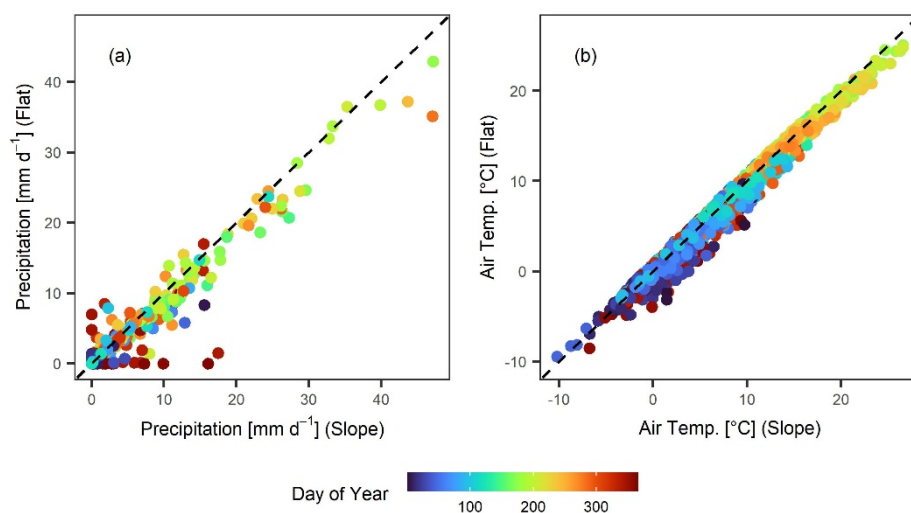 (a)
Precipitation [mm d⁻¹] (Flat)
40
30
20
10
0
0 10 20 30 40
Precipitation [mm d⁻¹] (Slope)
(b)
Air Temp. [°C] (Flat)
20
10
0
-10
-10 0 10 20
Air Temp. [°C] (Slope)
Day of Year
100 200 300